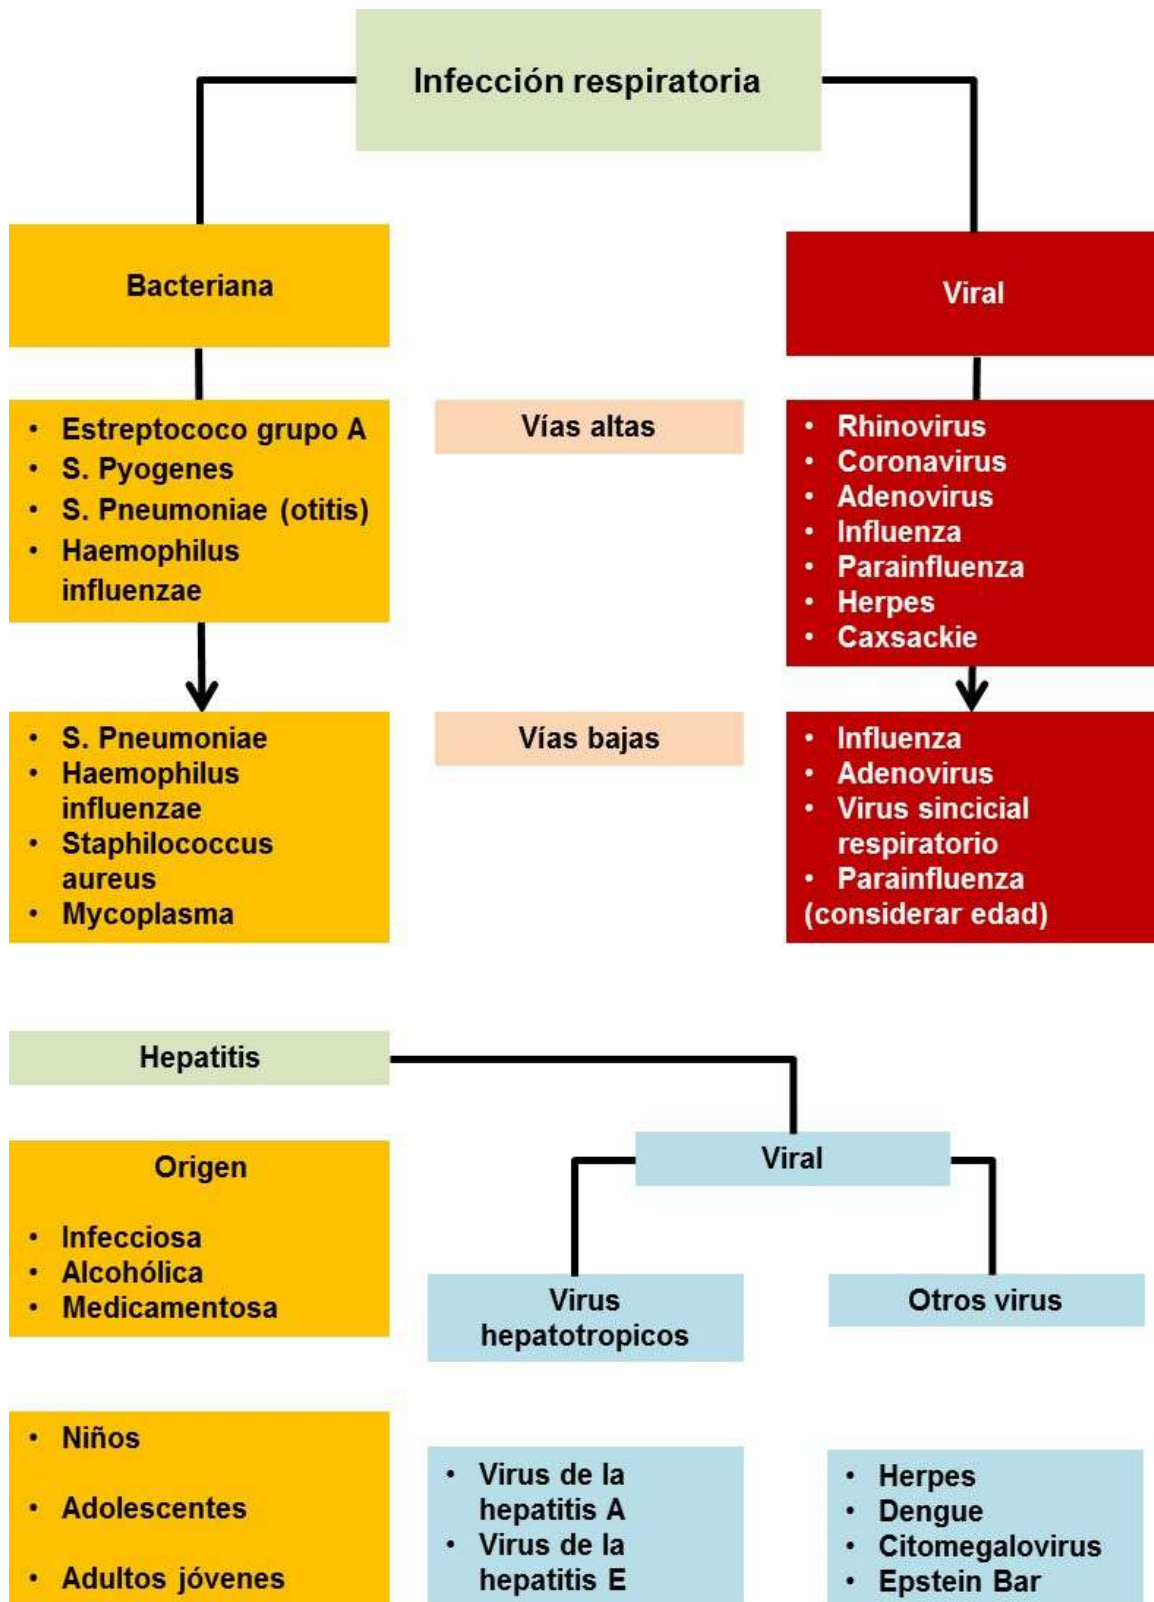 Infección respiratoria
Bacteriana
Viral
• Estreptococo grupo A
• S. Pyogenes
• S. Pneumoniae (otitis)
• Haemophilus
influenzae
Vías altas
• Rhinovirus
• Coronavirus
• Adenovirus
• Influenza
• Parainfluenza
• Herpes
• Caxsackie
• S. Pneumoniae
• Haemophilus
influenzae
• Staphilococcus
aureus
• Mycoplasma
Vías bajas
• Influenza
• Adenovirus
• Virus sincicial
respiratorio
• Parainfluenza
(considerar edad)
Hepatitis
Origen
• Infecciosa
• Alcohólica
• Medicamentosa
Viral
Virus
hepatotropicos
Otros virus
• Niños
• Adolescentes
• Adultos jóvenes
• Virus de la
hepatitis A
• Virus de la
hepatitis E
• Herpes
• Dengue
• Citomegalovirus
• Epstein Bar